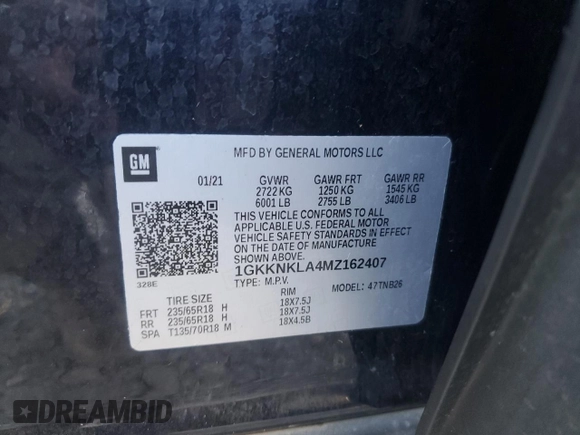 GM
MFD BY GENERAL MOTORS LLC
01/21 GVWR GAWR FRT GAWR RR
2722 KG 1250 KG 1545 KG
6001 LB 2755 LB 3406 LB
THIS VEHICLE CONFORMS TO ALL
APPLICABLE U.S. FEDERAL MOTOR
VEHICLE SAFETY STANDARDS IN
EFFECT ON THE DATE OF
MANUFACTURE SHOWN ABOVE.
1GKKNKLA4MZ162407
328E
TYPE: M.P.V. MODEL: 47TNB26
TIRE SIZE RIM
FRT 235/65R18 H 18X7.5J
RR 235/65R18 H 18X7.5J
SPA T135/70R18 M 18X4.5B
DREAMBID